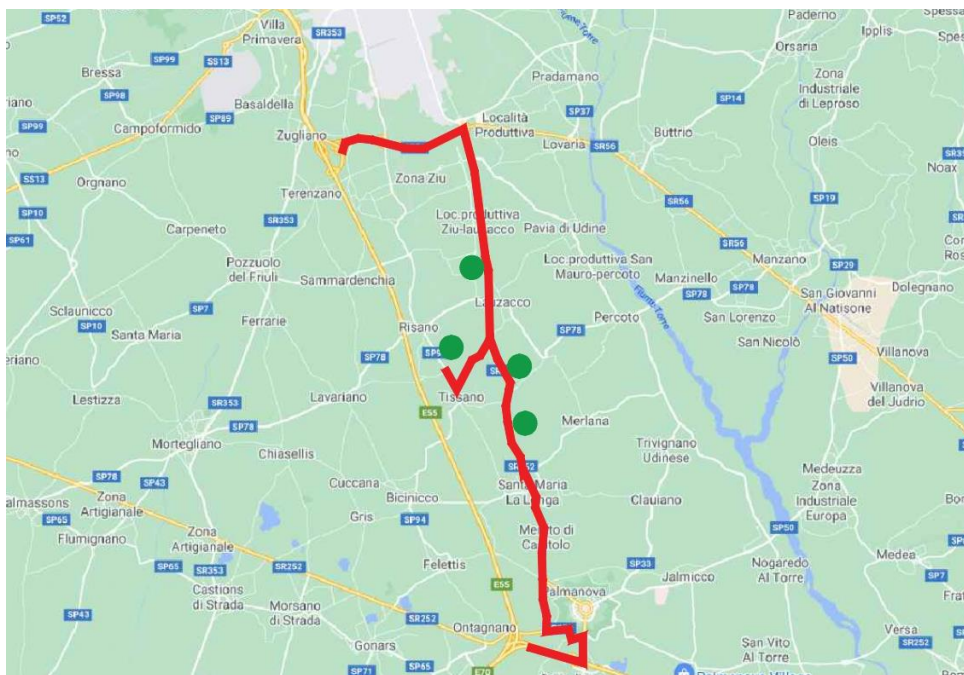 Villa
Primavera
SR353
Fiume Torre
Paderno
Ipplis
Spessa
SP52
Orsaria
SP99
SS13
Bressa
Pradamano
Zona
Industriale
di Leproso
SP98
Basaldella
SP14
SP37
SP99
Campoformido
SP89
Località
Produttiva
Zugliano
Buttrio
Lovaria
SR56
Oleis
SS13
Orgnano
Zona Ziu
Terenzano
SR56
SP19
SP10
SR353
Loc.produttiva
Ziu-lauzacco
SP61
Carpeneto
Pavia di Udine
SR56
Manzano
Pozzuolo
del Friuli
Loc.produttiva San
Mauro-percoto
SP29
Sammardenchia
Manzinello
SP78
SP78
Dolegnano
San Giovanni
Al Natisone
Sclaunicco
SP7
Lauzacco
Fiume Torre
SP10
Santa Maria
Ferrarie
Risano
SP78
Percoto
San Lorenzo
San Nicolò
SP78
SP50
Villanova
Lestizza
SR353
Lavariano
E55
Tissano
Villanova
del Judrio
SP78
Mortegliano
Merlana
Chiasellis
Trivignano
Udinese
Medeuzza
Zona
Industriale
Europa
SP78
SP43
Cuccana
Santa Maria
La Longa
Zona
Artigianale
Bicinicco
Clauiano
SP65
Gris
SP94
SP50
Flumignano
Zona
Artigianale
Felettis
SP33
Nogaredo
Al Torre
Medea
SP65
SR353
SR252
E55
Jalmicco
SP7
Castions
di Strada
Palmanova
Morsano
di Strada
SP43
SR252
Ontagnano
San Vito
Al Torre
Versa
SR252
SP71
SP65
E70